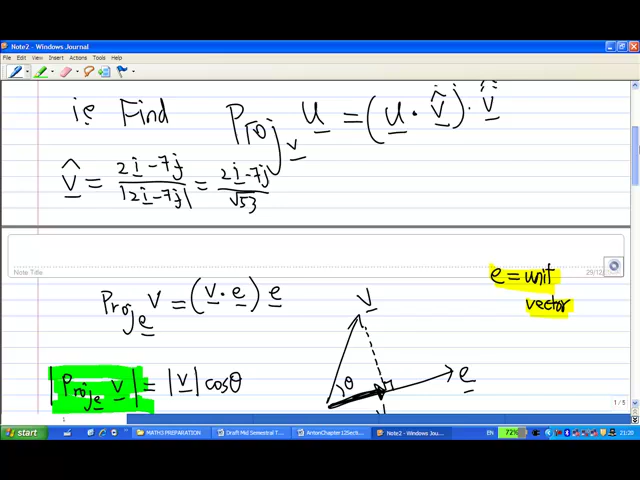 Note2 - Windows Journal
File Edit View Insert Actions Tools Help
i.e Find Proj_v u = (u · v̂) · v̂
v̂ = (2i - 7j)/|2i - 7j| = (2i - 7j)/√53
Note Title 29/12/
e = unit
vector
Proj_e v = (v · e) e
v
|Proj_e v| = |v| cosθ
θ
e
1/5
1
start MATH3 PREPARATION Draft Mid Semestral T AntonChapter12Secti Note2 - Windows Jour EN 72% 21:20